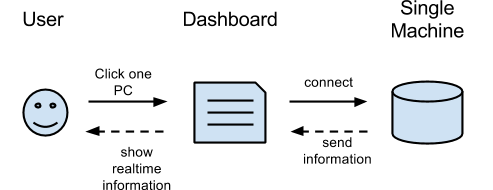 User
Dashboard
Single
Machine
Click one
PC
connect
show
realtime
information
send
information